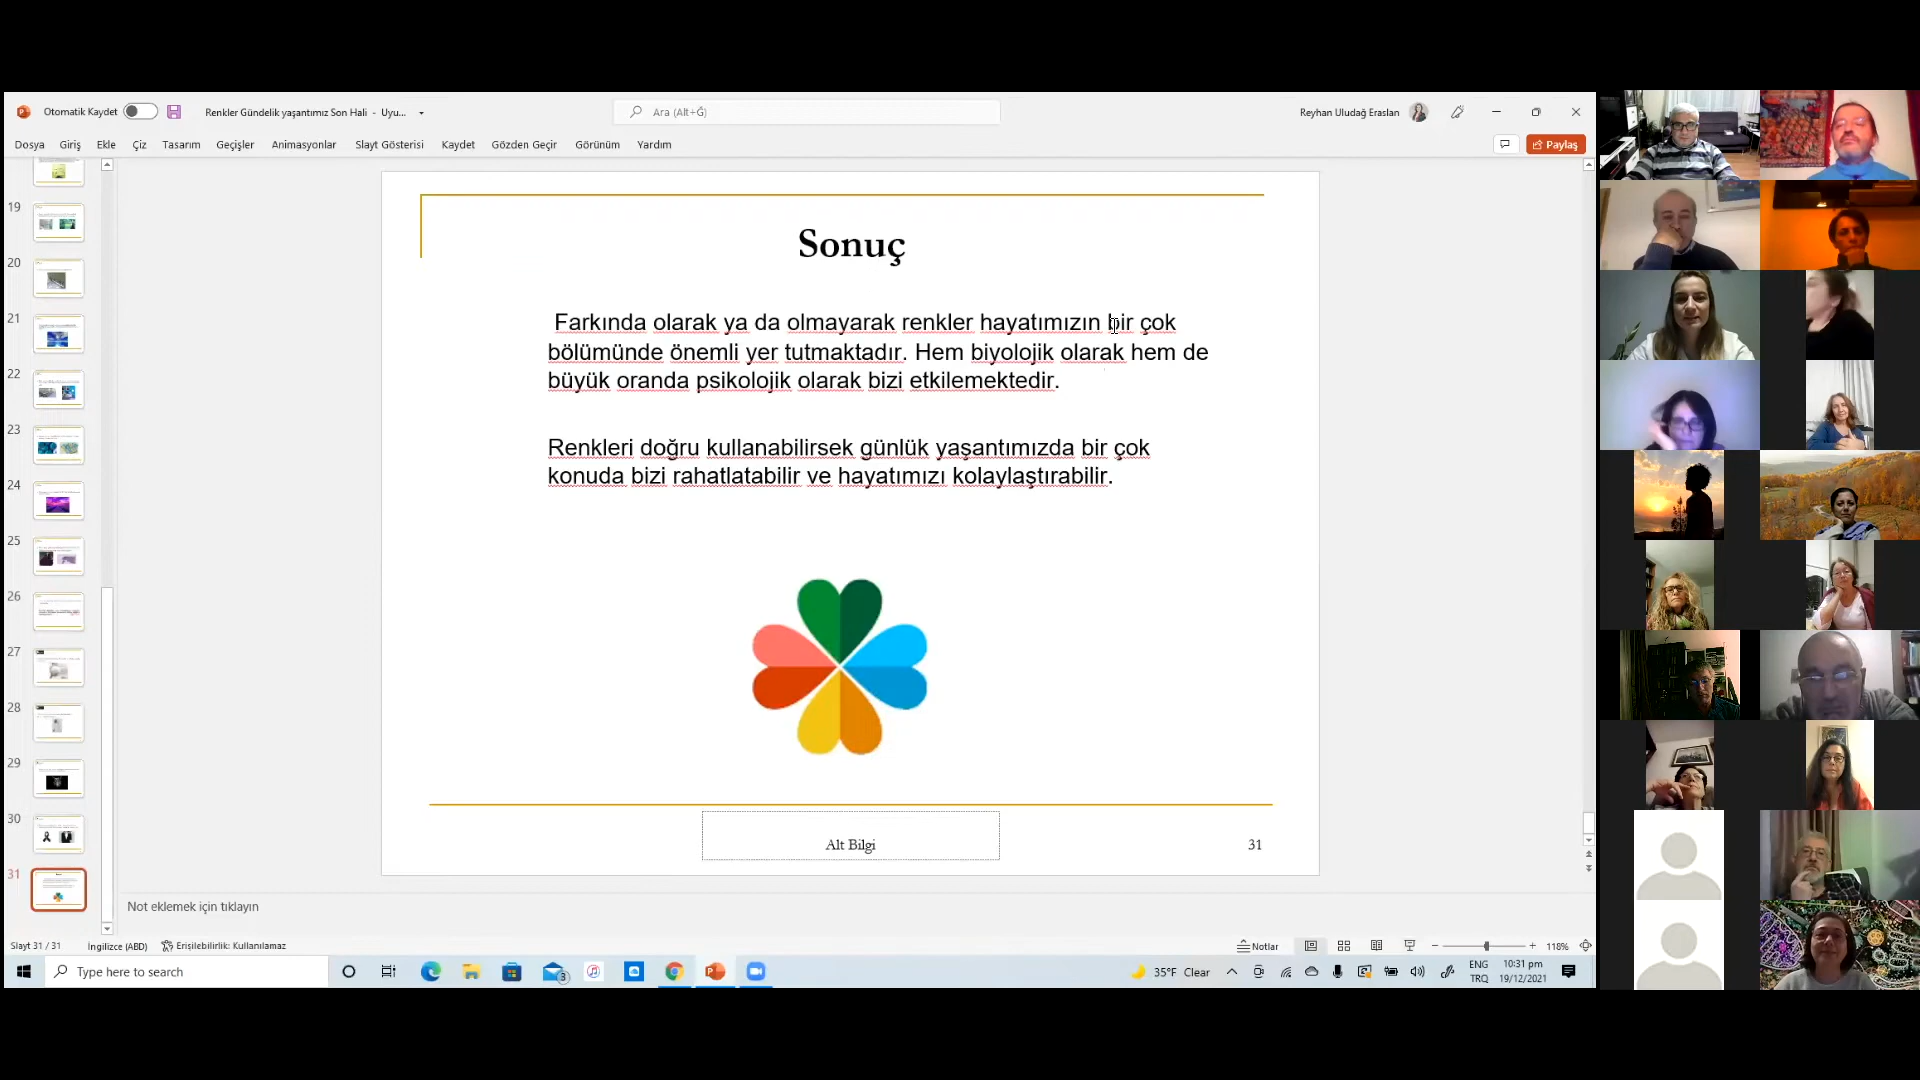 Otomatik Kaydet
Renkler Gündelik yaşantımız Son Hali - Uyu...
Ara (Alt+Ğ)
Reyhan Uludağ Eraslan
Dosya Giriş Ekle Çiz Tasarım Geçişler Animasyonlar Slayt Gösterisi Kaydet Gözden Geçir Görünüm Yardım
Paylaş
19
20
21
22
23
24
25
26
27
28
29
30
31
Sonuç
Farkında olarak ya da olmayarak renkler hayatımızın bir çok
bölümünde önemli yer tutmaktadır. Hem biyolojik olarak hem de
büyük oranda psikolojik olarak bizi etkilemektedir.
Renkleri doğru kullanabilirsek günlük yaşantımızda bir çok
konuda bizi rahatlatabilir ve hayatımızı kolaylaştırabilir.
Alt Bilgi
31
Not eklemek için tıklayın
Slayt 31 / 31 İngilizce (ABD) Erişilebilirlik: Kullanılamaz
Notlar
118%
Type here to search
3
35°F Clear
ENG
TRQ
10:31 pm
19/12/2021